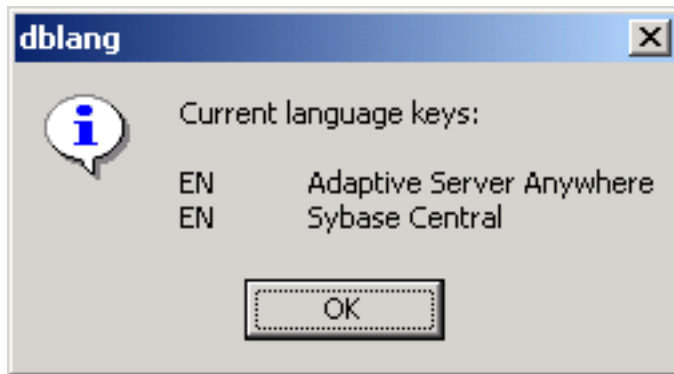 dblang
Current language keys:
EN Adaptive Server Anywhere
EN Sybase Central
OK